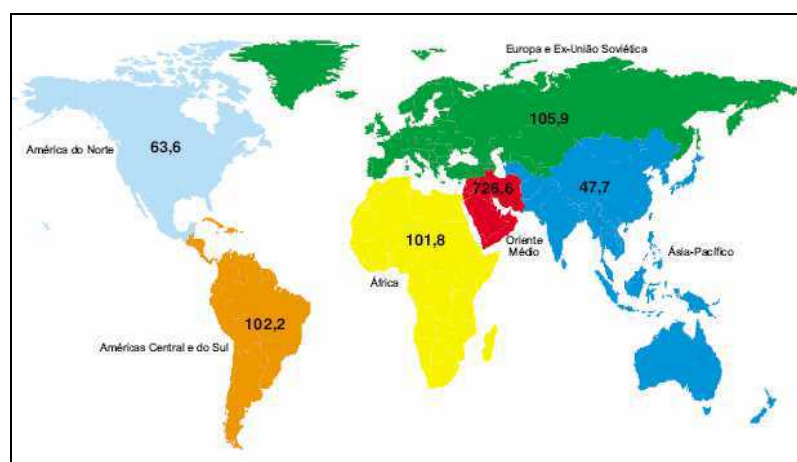 Europa e Ex-União Soviética
105,9
América do Norte
63,6
726,6
47,7
101,8
Oriente
Médio
Ásia-Pacífico
África
102,2
Américas Central e do Sul